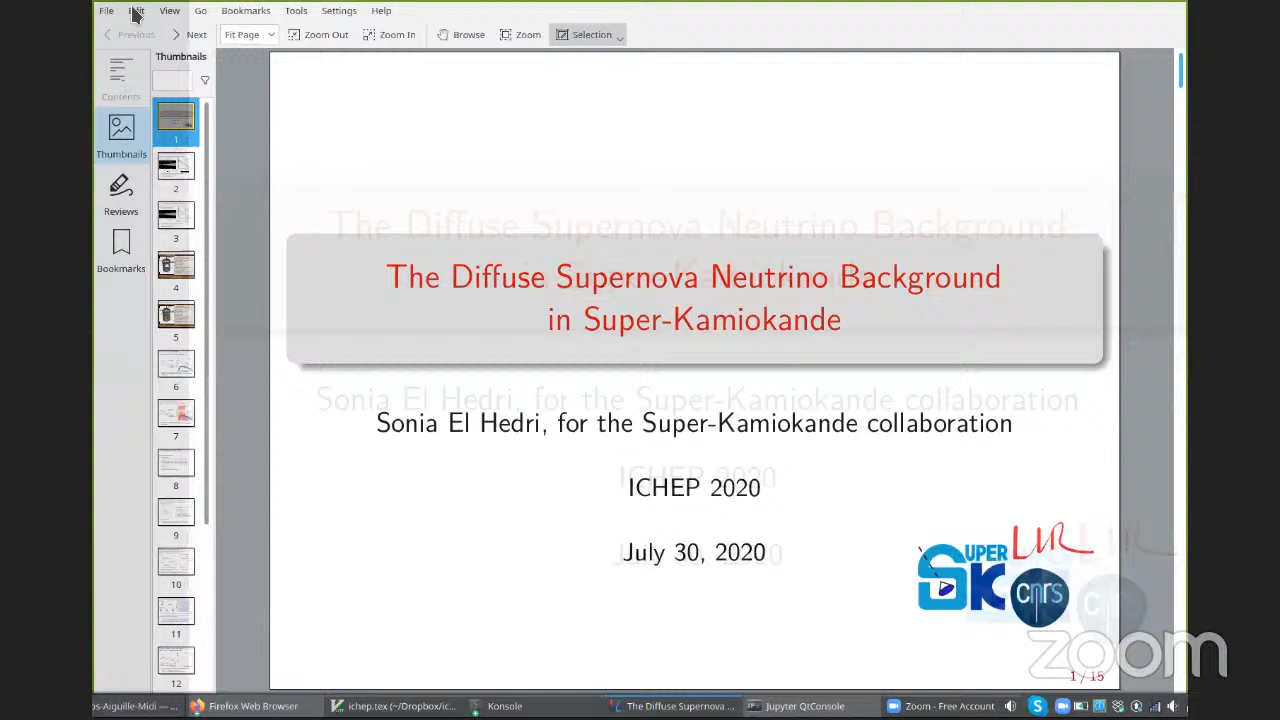 File Edit View Go Bookmarks Tools Settings Help
Previous Next Fit Page Zoom Out Zoom In Browse Zoom Selection
Thumbnails
Contents
Thumbnails
Reviews
Bookmarks
1
2
3
4
5
6
7
8
9
10
11
12
The Diffuse Supernova Neutrino Background
in Super-Kamiokande
Sonia El Hedri, for the Super-Kamiokande collaboration
ICHEP 2020
July 30, 2020
SUPER
K
LLR
cnrs
1 / 15
zoom
os-Aiguille-Midi — ... Firefox Web Browser ichep.tex (~/Dropbox/ic... Konsole The Diffuse Supernova ... Jupyter QtConsole Zoom - Free Account